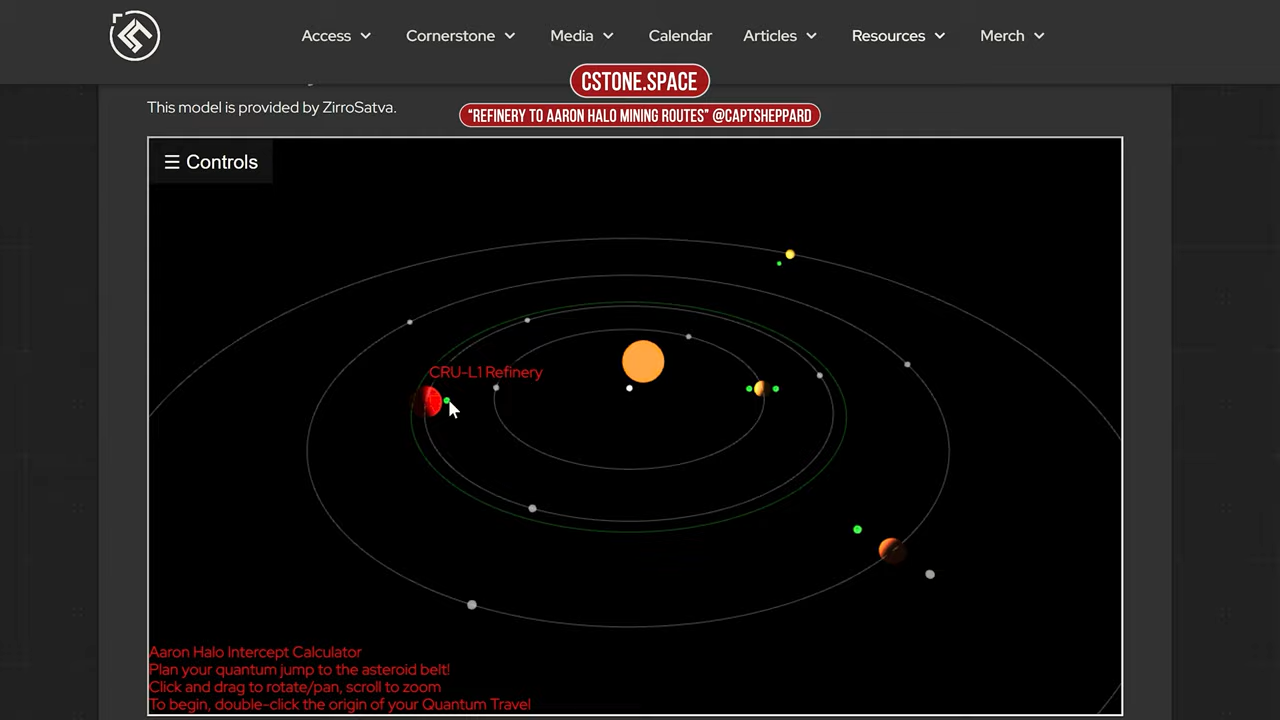 Access
Cornerstone
Media
Calendar
Articles
Resources
Merch
CSTONE.SPACE
This model is provided by ZirroSatva.
“REFINERY TO AARON HALO MINING ROUTES” @CAPTSHEPPARD
☰ Controls
CRU-L1 Refinery
Aaron Halo Intercept Calculator
Plan your quantum jump to the asteroid belt!
Click and drag to rotate/pan, scroll to zoom
To begin, double-click the origin of your Quantum Travel